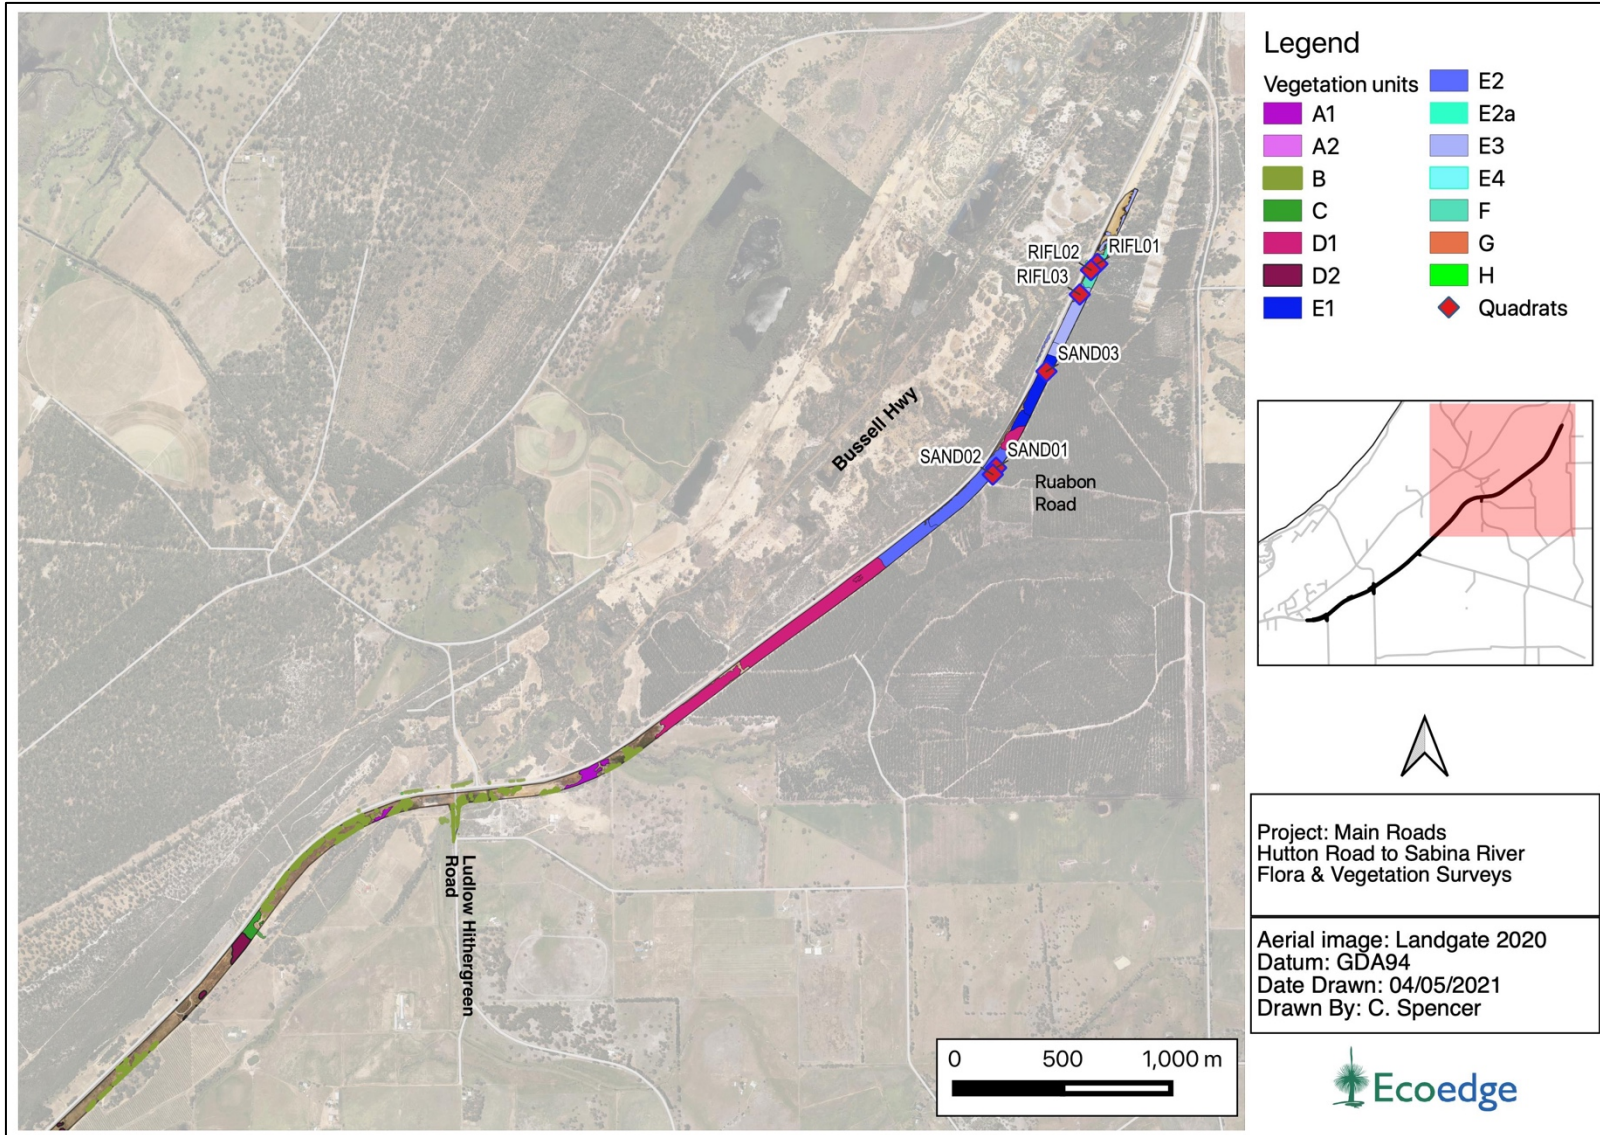 Legend
Vegetation units
A1
A2
B
C
D1
D2
E1
E2
E2a
E3
E4
F
G
H
Quadrats
RIFL02
RIFL01
RIFL03
SAND03
SAND02
SAND01
Bussell Hwy
Ruabon
Road
Ludlow Hithergreen
Road
0 500 1,000 m
Project: Main Roads
Hutton Road to Sabina River
Flora & Vegetation Surveys
Aerial image: Landgate 2020
Datum: GDA94
Date Drawn: 04/05/2021
Drawn By: C. Spencer
Ecoedge